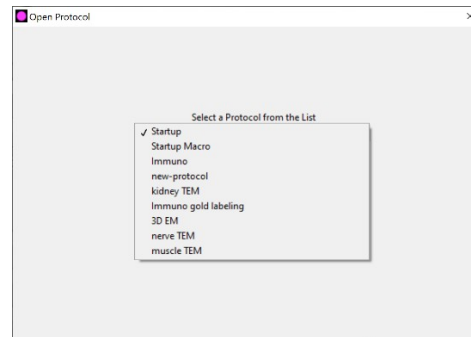 Open Protocol
Select a Protocol from the List
✓ Startup
Startup Macro
Immuno
new-protocol
kidney TEM
Immuno gold labeling
3D EM
nerve TEM
muscle TEM